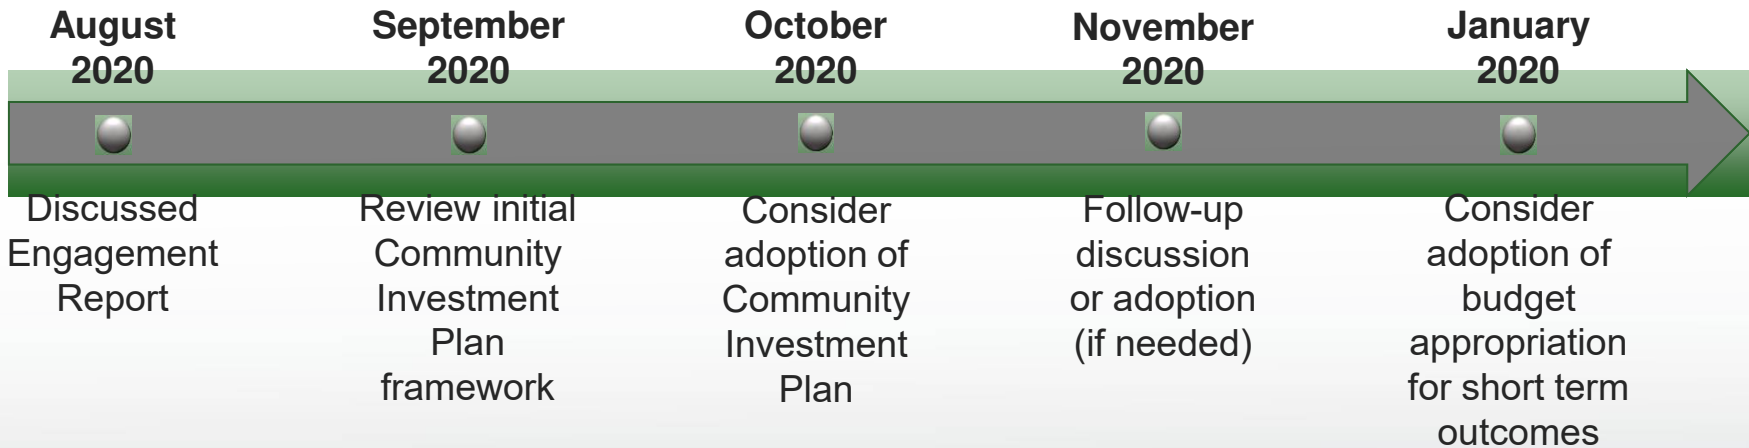 August
2020
September
2020
October
2020
November
2020
January
2020
Discussed
Engagement
Report
Review initial
Community
Investment
Plan
framework
Consider
adoption of
Community
Investment
Plan
Follow-up
discussion
or adoption
(if needed)
Consider
adoption of
budget
appropriation
for short term
outcomes